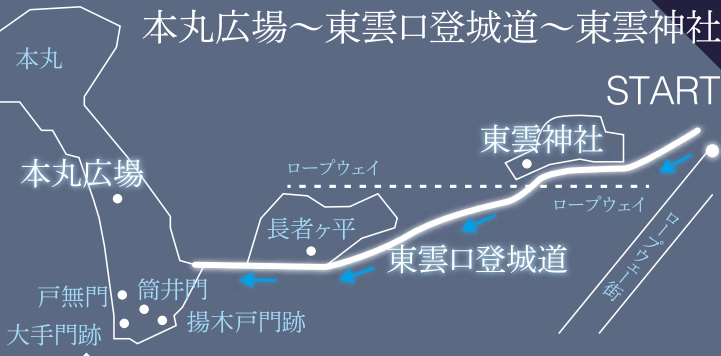 本丸広場～東雲口登城道～東雲神社
START
本丸
東雲神社
本丸広場
ロープウェイ
ロープウェイ
ロープウェー街
長者ヶ平
東雲口登城道
戸無門
筒井門
大手門跡
揚木戸門跡